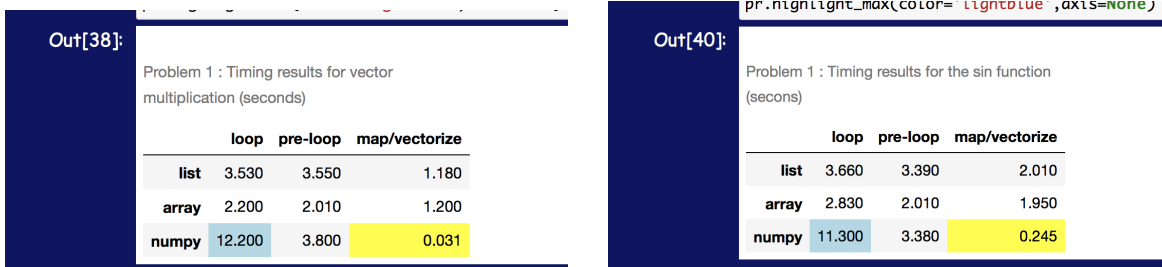 Out[38]:
Problem 1 : Timing results for vector
multiplication (seconds)
loop pre-loop map/vectorize
list 3.530 3.550 1.180
array 2.200 2.010 1.200
numpy 12.200 3.800 0.031
pr.highlight_max(color='lightblue',axis=None)
Out[40]:
Problem 1 : Timing results for the sin function
(secons)
loop pre-loop map/vectorize
list 3.660 3.390 2.010
array 2.830 2.010 1.950
numpy 11.300 3.380 0.245